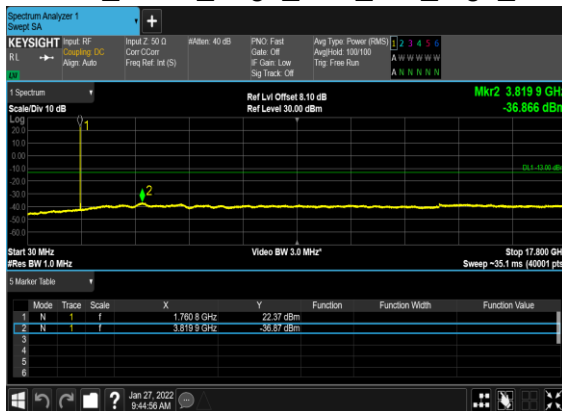 Spectrum Analyzer 1
Swept SA
KEYSIGHT
RL
Input: RF
Coupling: DC
Align: Auto
Input Z: 50 Ω
Corr CCorr
Freq Ref: Int (S)
#Atten: 40 dB
PNO: Fast
Gate: Off
IF Gain: Low
Sig Track: Off
Avg Type: Power (RMS)
Avg|Hold: 100/100
Trig: Free Run
1 2 3 4 5 6
A W W W W W
A N N N N N
1 Spectrum
Scale/Div 10 dB
Log
Ref Lvl Offset 8.10 dB
Ref Level 30.00 dBm
Mkr2 3.819 9 GHz
-36.866 dBm
20.0
10.0
0.00
-10.0
-20.0
-30.0
-40.0
-50.0
-60.0
1
2
DL1 -13.00 dBm
Start 30 MHz
#Res BW 1.0 MHz
Video BW 3.0 MHz*
Stop 17.800 GHz
Sweep ~35.1 ms (40001 pts)
5 Marker Table
Mode Trace Scale X Y Function Function Width Function Value
1 N 1 f 1.760 8 GHz 22.37 dBm
2 N 1 f 3.819 9 GHz -36.87 dBm
3
4
5
6
?
Jan 27, 2022
9:44:56 AM